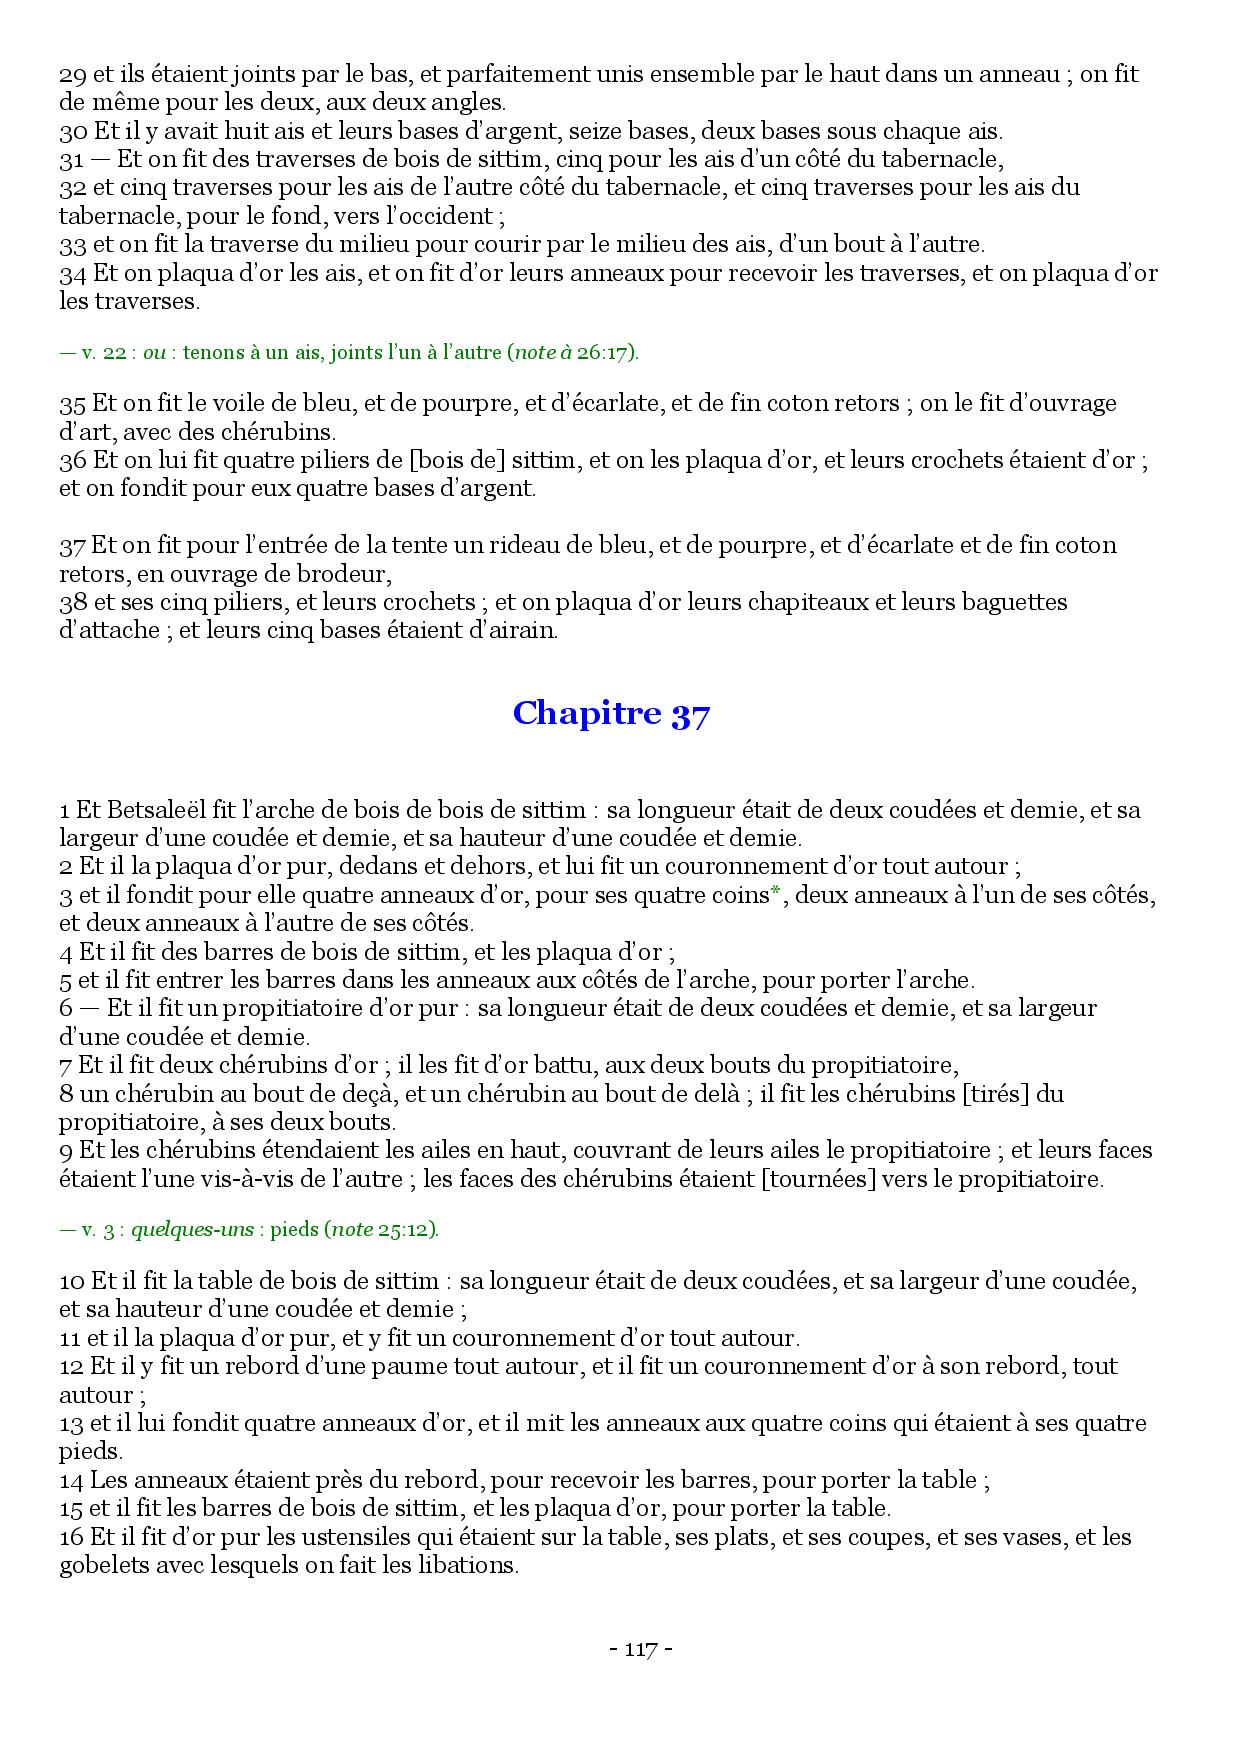 29 et ils étaient joints par le bas, et parfaitement unis ensemble par le haut dans un anneau ; on fit
de même pour les deux, aux deux angles.
30 Et il y avait huit ais et leurs bases d’argent, seize bases, deux bases sous chaque ais.
31 — Et on fit des traverses de bois de sittim, cinq pour les ais d’un côté du tabernacle,
32 et cinq traverses pour les ais de l’autre côté du tabernacle, et cinq traverses pour les ais du
tabernacle, pour le fond, vers l’occident ;
33 et on fit la traverse du milieu pour courir par le milieu des ais, d’un bout à l’autre.
34 Et on plaqua d’or les ais, et on fit d’or leurs anneaux pour recevoir les traverses, et on plaqua d’or
les traverses.
— v. 22 : ou : tenons à un ais, joints l’un à l’autre (note à 26:17).
35 Et on fit le voile de bleu, et de pourpre, et d’écarlate, et de fin coton retors ; on le fit d’ouvrage
d’art, avec des chérubins.
36 Et on lui fit quatre piliers de [bois de] sittim, et on les plaqua d’or, et leurs crochets étaient d’or ;
et on fondit pour eux quatre bases d’argent.
37 Et on fit pour l’entrée de la tente un rideau de bleu, et de pourpre, et d’écarlate et de fin coton
retors, en ouvrage de brodeur,
38 et ses cinq piliers, et leurs crochets ; et on plaqua d’or leurs chapiteaux et leurs baguettes
d’attache ; et leurs cinq bases étaient d’airain.
Chapitre 37
1 Et Betsaleël fit l’arche de bois de bois de sittim : sa longueur était de deux coudées et demie, et sa
largeur d’une coudée et demie, et sa hauteur d’une coudée et demie.
2 Et il la plaqua d’or pur, dedans et dehors, et lui fit un couronnement d’or tout autour ;
3 et il fondit pour elle quatre anneaux d’or, pour ses quatre coins*, deux anneaux à l’un de ses côtés,
et deux anneaux à l’autre de ses côtés.
4 Et il fit des barres de bois de sittim, et les plaqua d’or ;
5 et il fit entrer les barres dans les anneaux aux côtés de l’arche, pour porter l’arche.
6 — Et il fit un propitiatoire d’or pur : sa longueur était de deux coudées et demie, et sa largeur
d’une coudée et demie.
7 Et il fit deux chérubins d’or ; il les fit d’or battu, aux deux bouts du propitiatoire,
8 un chérubin au bout de deçà, et un chérubin au bout de delà ; il fit les chérubins [tirés] du
propitiatoire, à ses deux bouts.
9 Et les chérubins étendaient les ailes en haut, couvrant de leurs ailes le propitiatoire ; et leurs faces
étaient l’une vis-à-vis de l’autre ; les faces des chérubins étaient [tournées] vers le propitiatoire.
— v. 3 : quelques-uns : pieds (note 25:12).
10 Et il fit la table de bois de sittim : sa longueur était de deux coudées, et sa largeur d’une coudée,
et sa hauteur d’une coudée et demie ;
11 et il la plaqua d’or pur, et y fit un couronnement d’or tout autour.
12 Et il y fit un rebord d’une paume tout autour, et il fit un couronnement d’or à son rebord, tout
autour ;
13 et il lui fondit quatre anneaux d’or, et il mit les anneaux aux quatre coins qui étaient à ses quatre
pieds.
14 Les anneaux étaient près du rebord, pour recevoir les barres, pour porter la table ;
15 et il fit les barres de bois de sittim, et les plaqua d’or, pour porter la table.
16 Et il fit d’or pur les ustensiles qui étaient sur la table, ses plats, et ses coupes, et ses vases, et les
gobelets avec lesquels on fait les libations.
- 117 -